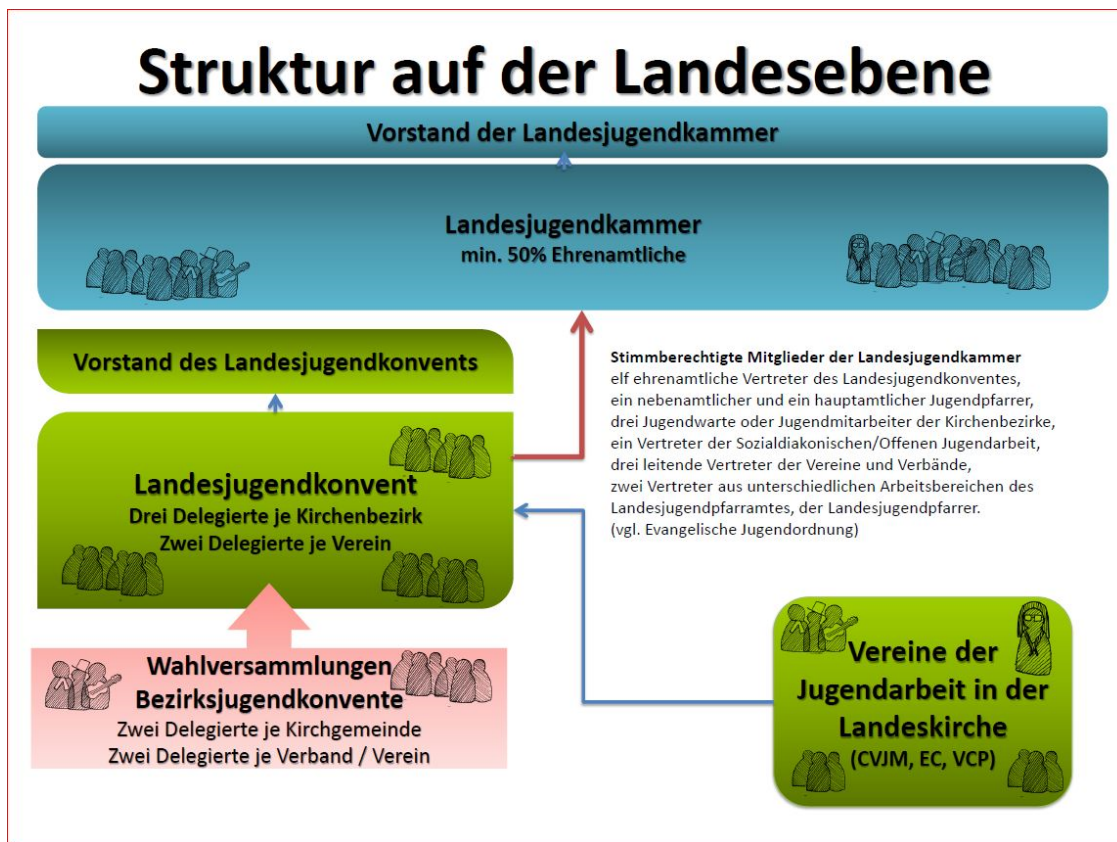 Struktur auf der Landesebene
Vorstand der Landesjugendkammer
Landesjugendkammer
min. 50% Ehrenamtliche
Vorstand des Landesjugendkonvents
Stimmberechtigte Mitglieder der Landesjugendkammer
elf ehrenamtliche Vertreter des Landesjugendkonventes,
ein nebenamtlicher und ein hauptamtlicher Jugendpfarrer,
drei Jugendwarte oder Jugendmitarbeiter der Kirchenbezirke,
ein Vertreter der Sozialdiakonischen/Offenen Jugendarbeit,
drei leitende Vertreter der Vereine und Verbände,
zwei Vertreter aus unterschiedlichen Arbeitsbereichen des
Landesjugendpfarramtes, der Landesjugendpfarrer.
(vgl. Evangelische Jugendordnung)
Landesjugendkonvent
Drei Delegierte je Kirchenbezirk
Zwei Delegierte je Verein
Wahlversammlungen
Bezirksjugendkonvente
Zwei Delegierte je Kirchgemeinde
Zwei Delegierte je Verband / Verein
Vereine der
Jugendarbeit in der
Landeskirche
(CVJM, EC, VCP)